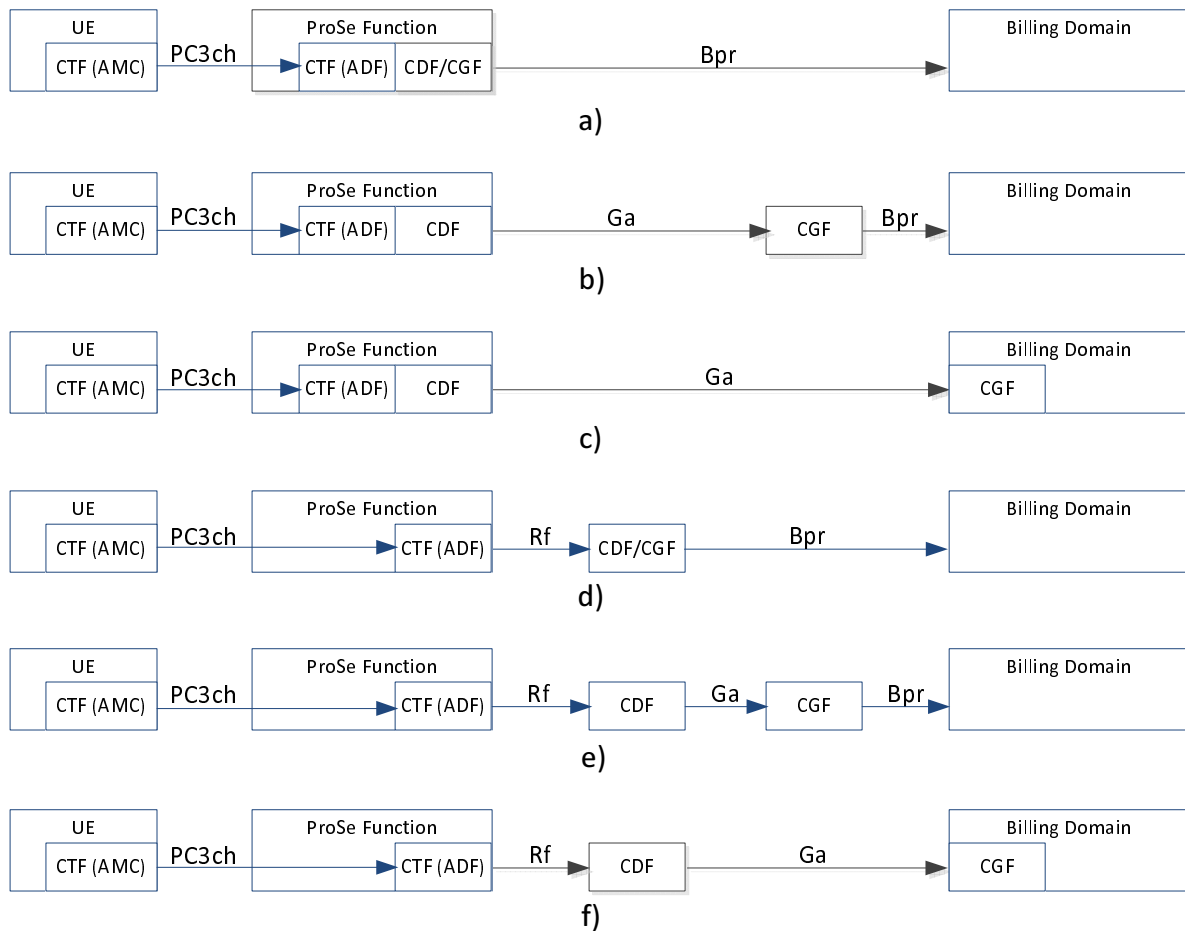 UE
ProSe Function
Billing Domain
PC3ch
Bpr
CTF (AMC)
CTF (ADF)
CDF/CGF
a)
UE
ProSe Function
Billing Domain
PC3ch
Ga
Bpr
CTF (AMC)
CTF (ADF)
CDF
CGF
b)
UE
ProSe Function
Billing Domain
PC3ch
Ga
CTF (AMC)
CTF (ADF)
CDF
CGF
c)
UE
ProSe Function
Billing Domain
PC3ch
Rf
Bpr
CTF (AMC)
CTF (ADF)
CDF/CGF
d)
UE
ProSe Function
Billing Domain
PC3ch
Rf
Ga
Bpr
CTF (AMC)
CTF (ADF)
CDF
CGF
e)
UE
ProSe Function
Billing Domain
PC3ch
Rf
Ga
CTF (AMC)
CTF (ADF)
CDF
CGF
f)